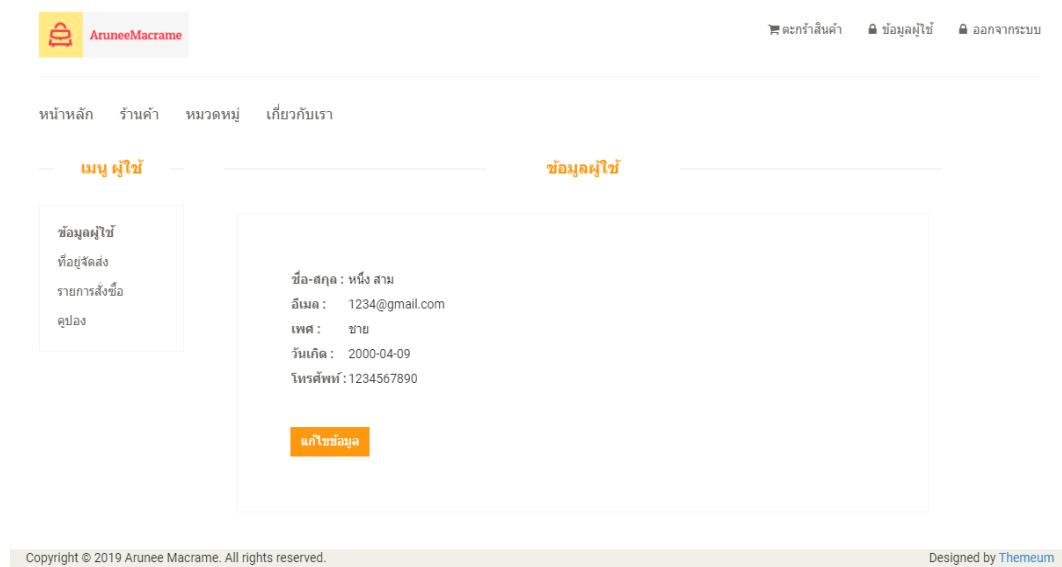 AruneeMacrame
ตะกร้าสินค้า ข้อมูลผู้ใช้ ออกจากระบบ
หน้าหลัก ร้านค้า หมวดหมู่ เกี่ยวกับเรา
เมนู ผู้ใช้
ข้อมูลผู้ใช้
ข้อมูลผู้ใช้
ที่อยู่จัดส่ง
รายการสั่งซื้อ
คูปอง
ชื่อ-สกุล : หนึ่ง สาม
อีเมล : 1234@gmail.com
เพศ : ชาย
วันเกิด : 2000-04-09
โทรศัพท์ : 1234567890
แก้ไขข้อมูล
Copyright © 2019 Arunee Macrame. All rights reserved. Designed by Themeum